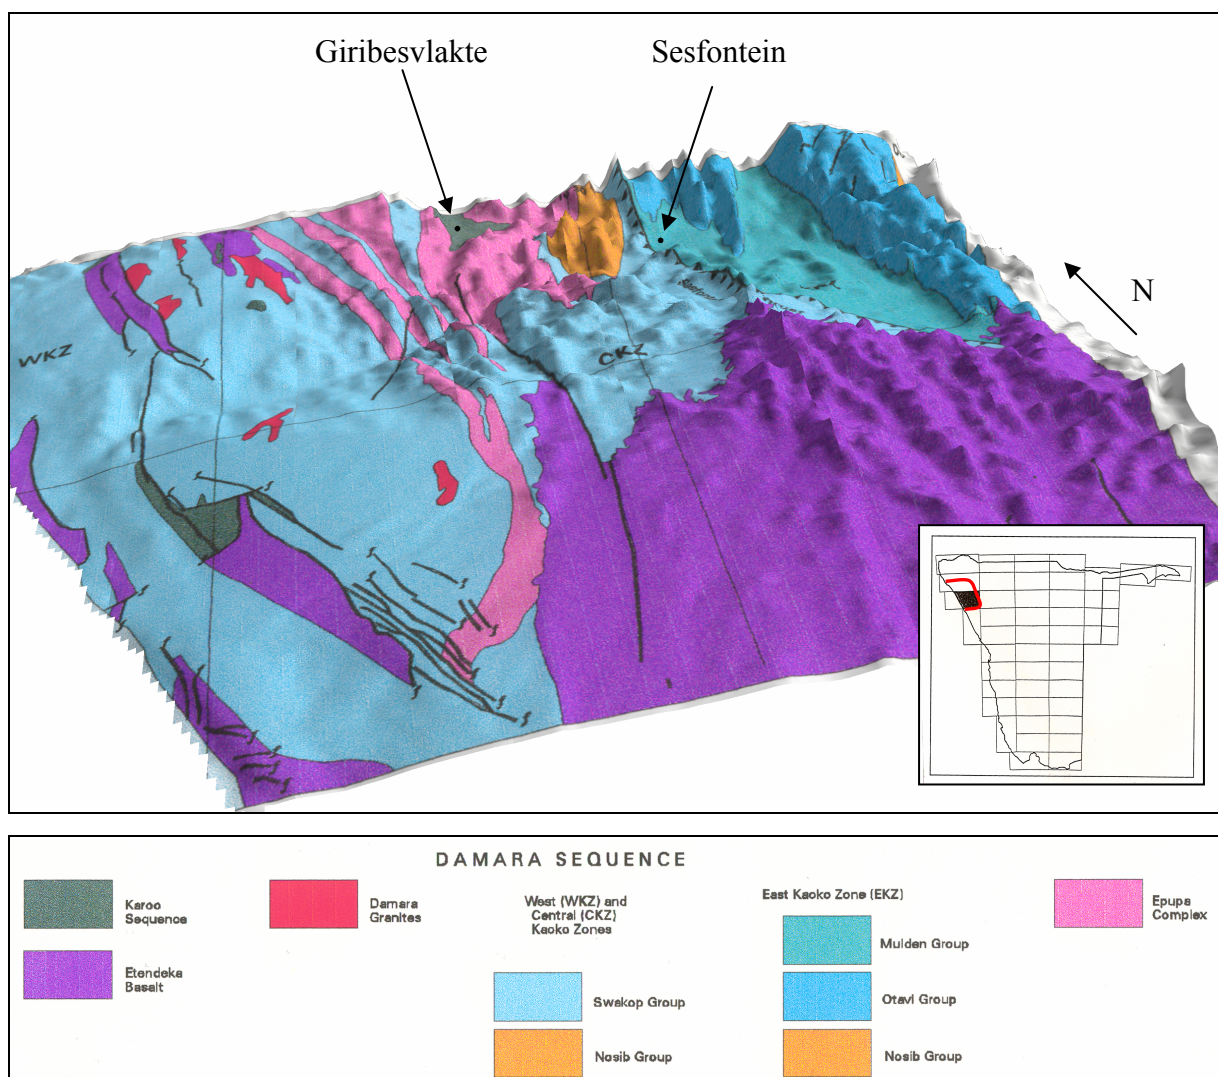 Giribesvlakte
Sesfontein
N
WKZ
CKZ
DAMARA SEQUENCE
Karoo
Sequence
Etendeka
Basalt
Damara
Granites
West (WKZ) and
Central (CKZ)
Kaoko Zones
Swakop Group
Nosib Group
East Kaoko Zone (EKZ)
Mulden Group
Otavi Group
Nosib Group
Epupa
Complex